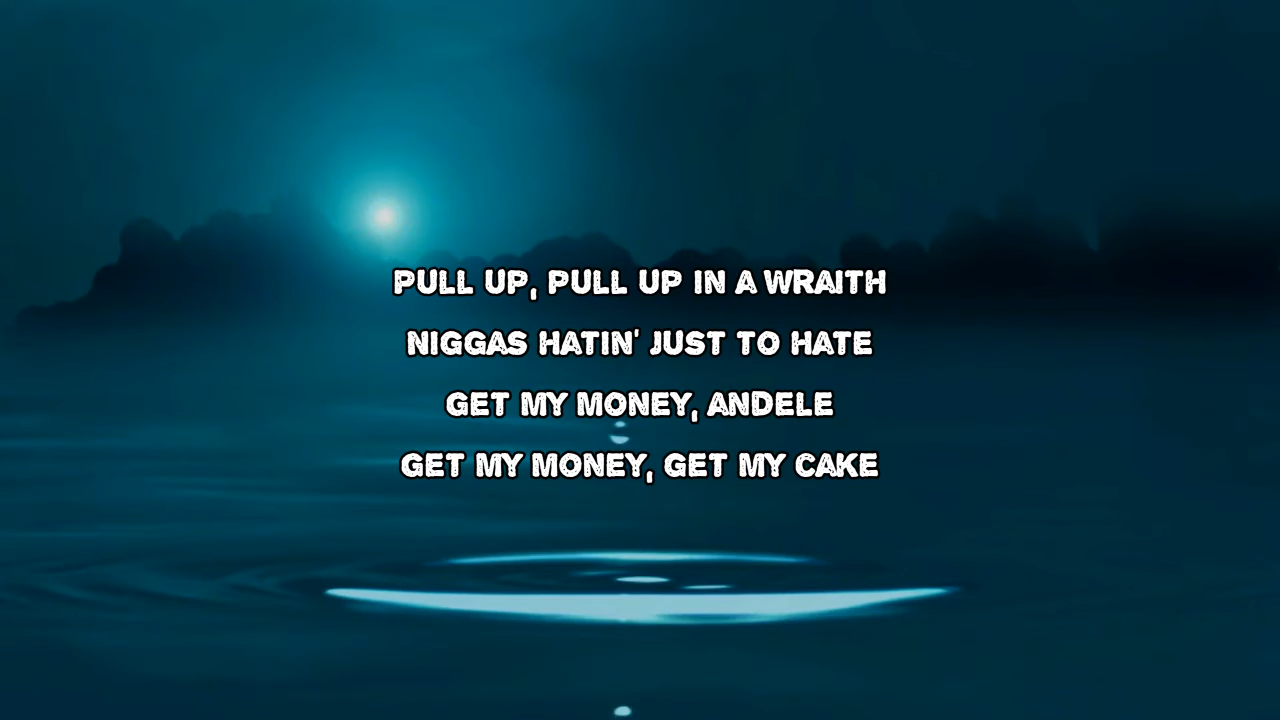 PULL UP, PULL UP IN A WRAITH
NIGGAS HATIN' JUST TO HATE
GET MY MONEY, ANDELE
GET MY MONEY, GET MY CAKE